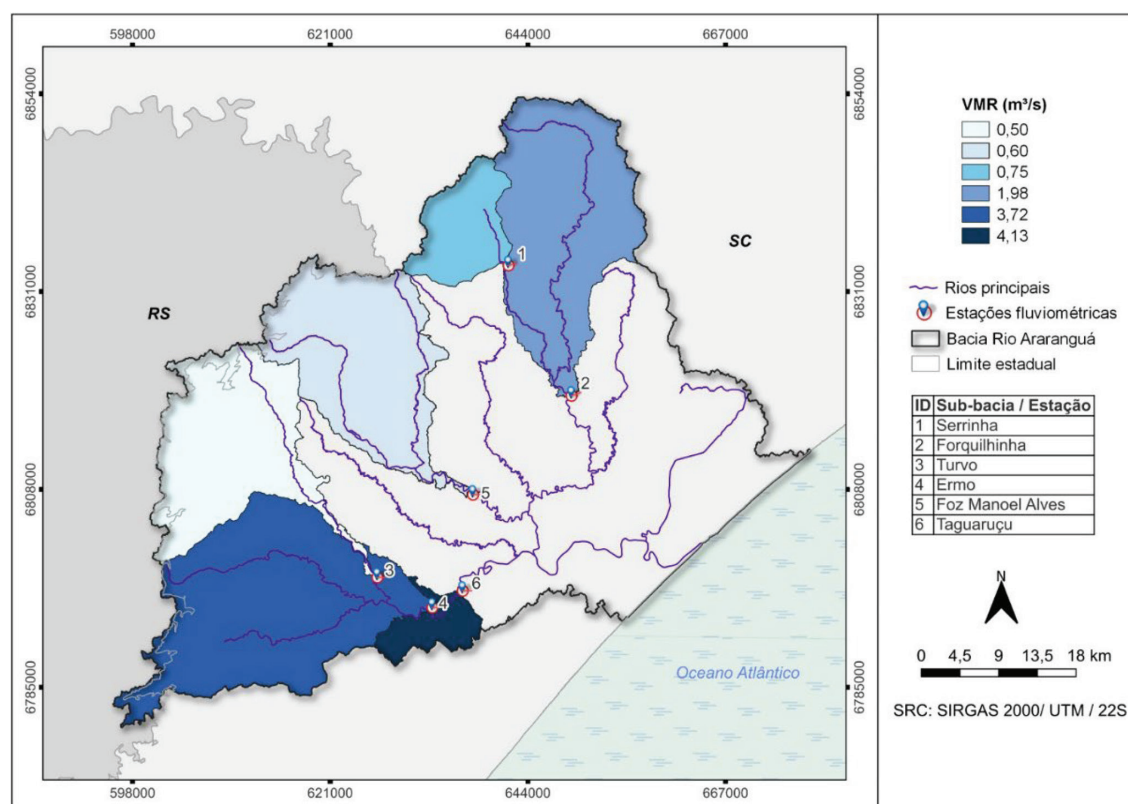 598000 621000 644000 667000
6854000 6854000
6831000 6831000
6808000 6808000
6785000 6785000
598000 621000 644000 667000
RS
SC
1
2
3
4
5
6
Oceano Atlântico
VMR (m³/s)
0,50
0,60
0,75
1,98
3,72
4,13
Rios principais
Estações fluviométricas
Bacia Rio Araranguá
Limite estadual
ID Sub-bacia / Estação
1 Serrinha
2 Forquilhinha
3 Turvo
4 Ermo
5 Foz Manoel Alves
6 Taguaruçu
N
0 4,5 9 13,5 18 km
SRC: SIRGAS 2000/ UTM / 22S